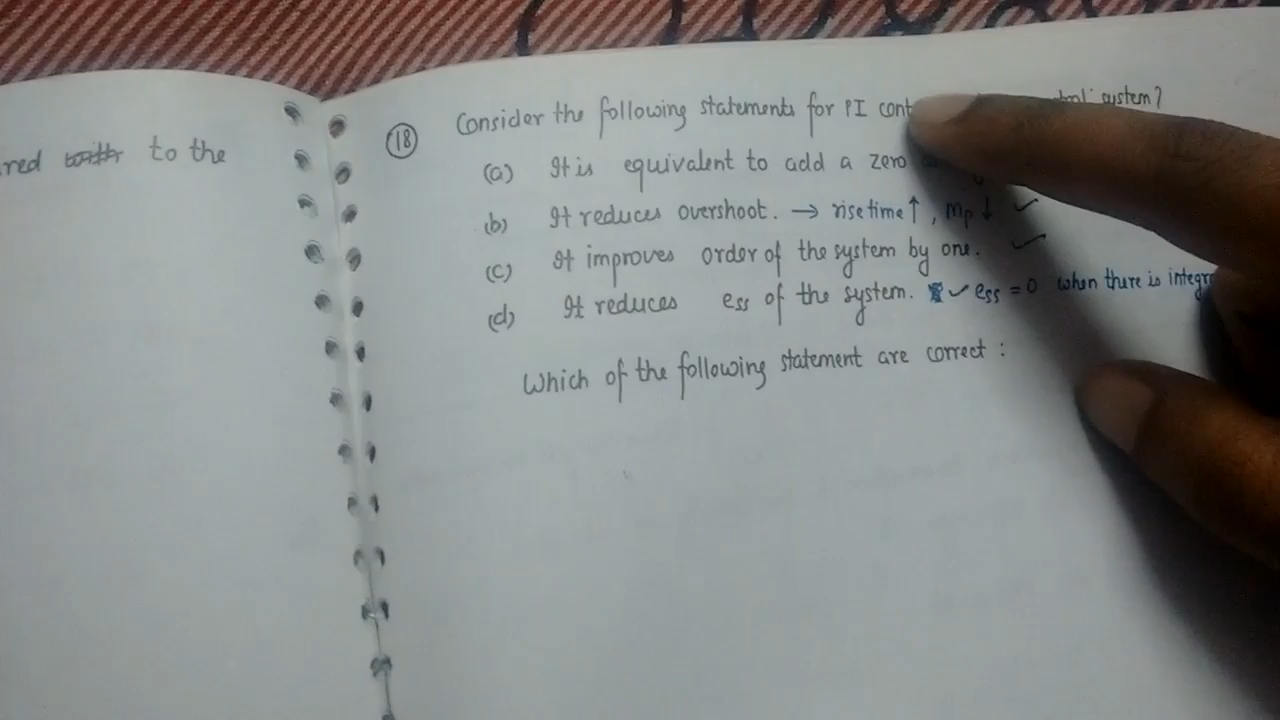 red to the
(18) Consider the following statements for PI cont system?
(a) It is equivalent to add a zero
(b) It reduces overshoot. → rise time ↑, Mp ↓ ✓
(c) It improves order of the system by one. ✓
(d) It reduces ess of the system. ✓ ess = 0 when there is integr
Which of the following statement are correct :